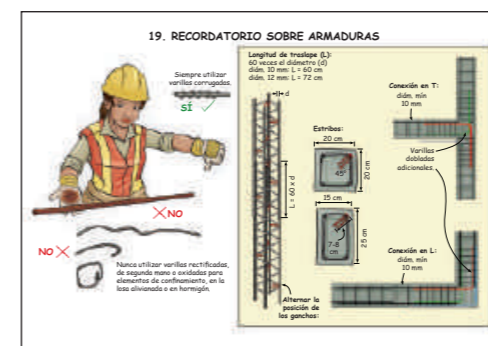 19. RECORDATORIO SOBRE ARMADURAS
Siempre utilizar
varillas corrugadas.
SÍ
NO
NO
Nunca utilizar varillas rectificadas,
de segunda mano o oxidadas para
elementos de confinamiento, en la
losa alivianada o en hormigón.
Longitud de traslape (L):
60 veces el diámetro (d)
diám. 10 mm: L = 60 cm
diám. 12 mm: L = 72 cm
d
L = 60 x d
Alternar la
posición de
los ganchos:
Estribos:
20 cm
20 cm
45°
15 cm
25 cm
7-8
cm
Conexión en T:
diám. mín
10 mm
Varillas
dobladas
adicionales.
Conexión en L:
diám. mín
10 mm